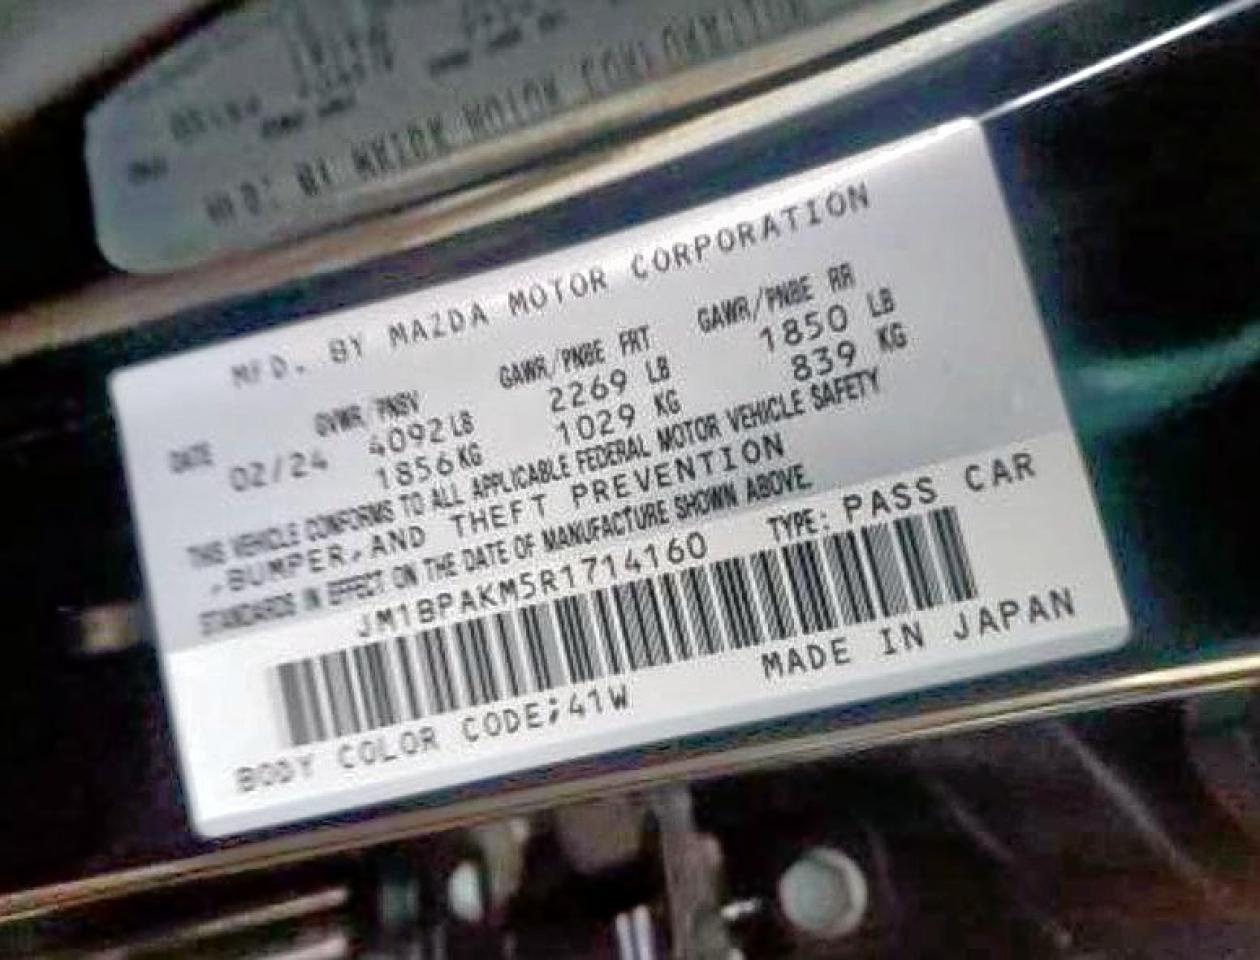 MFD. BY MAZDA MOTOR CORPORATION
DATE GVWR/PNBV GAWR/PNBE FRT GAWR/PNBE RR
02/24 4092LB 2269 LB 1850 LB
1856KG 1029 KG 839 KG
THIS VEHICLE CONFORMS TO ALL APPLICABLE FEDERAL MOTOR VEHICLE SAFETY
,BUMPER,AND THEFT PREVENTION
STANDARDS IN EFFECT ON THE DATE OF MANUFACTURE SHOWN ABOVE.
JM1BPAKM5R1714160 TYPE: PASS CAR
BODY COLOR CODE:41W MADE IN JAPAN